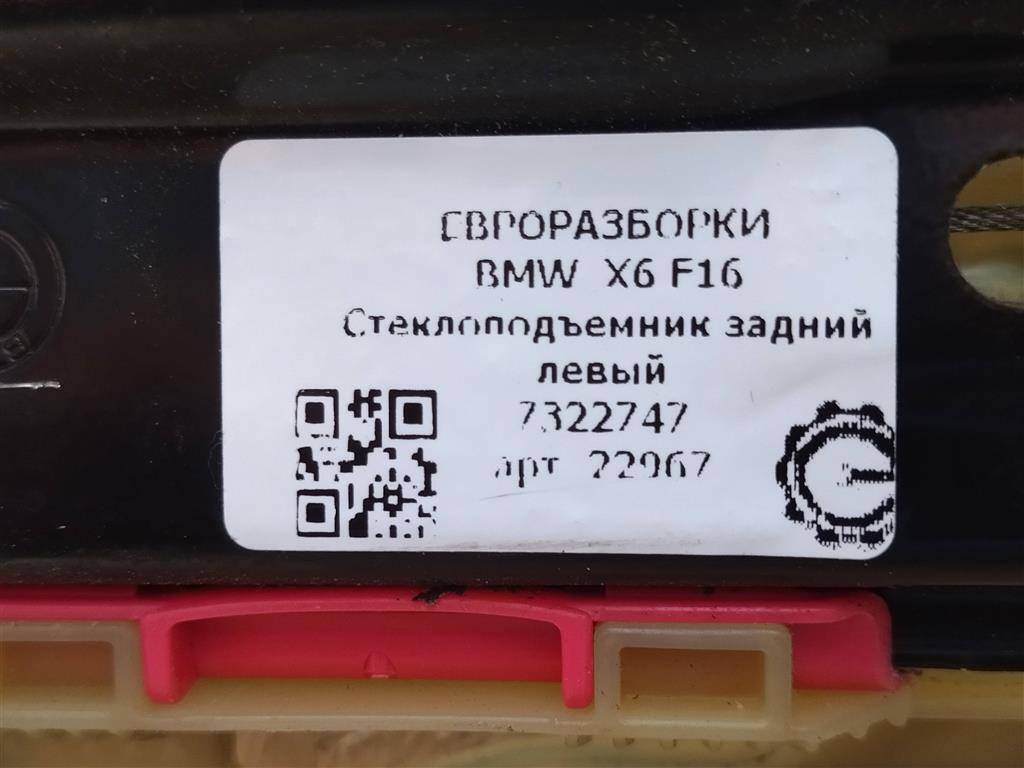 ЕВРОРАЗБОРКИ
BMW X6 F16
Стеклоподъемник задний
левый
7322747
арт. 22967